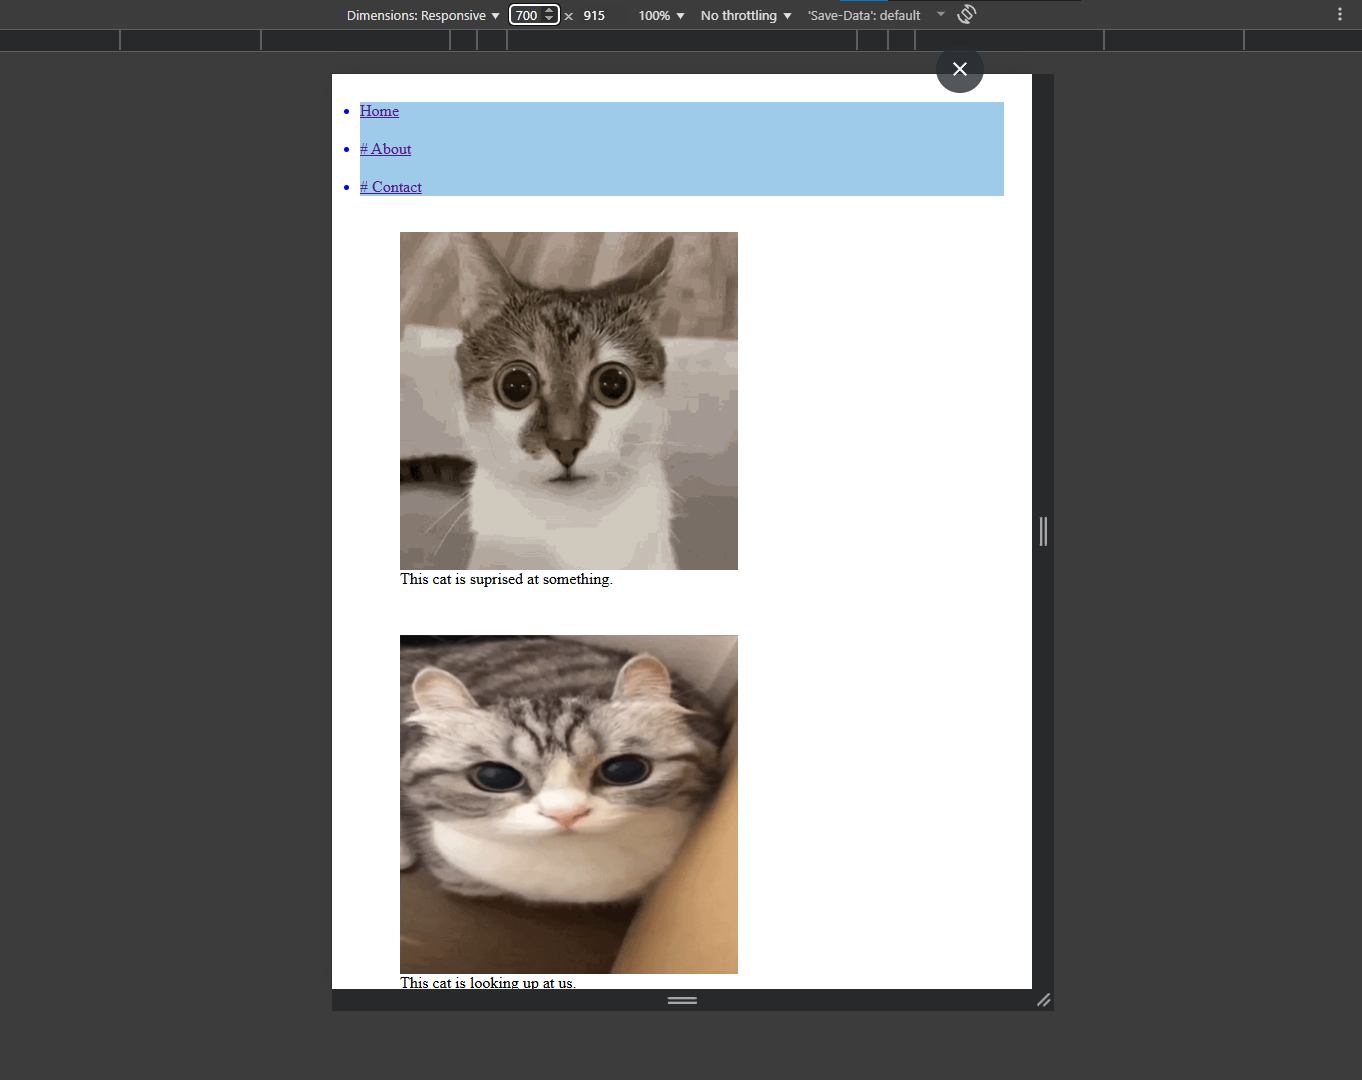 Dimensions: Responsive 700 × 915 100% No throttling 'Save-Data': default
Home
# About
# Contact
This cat is suprised at something.
This cat is looking up at us.